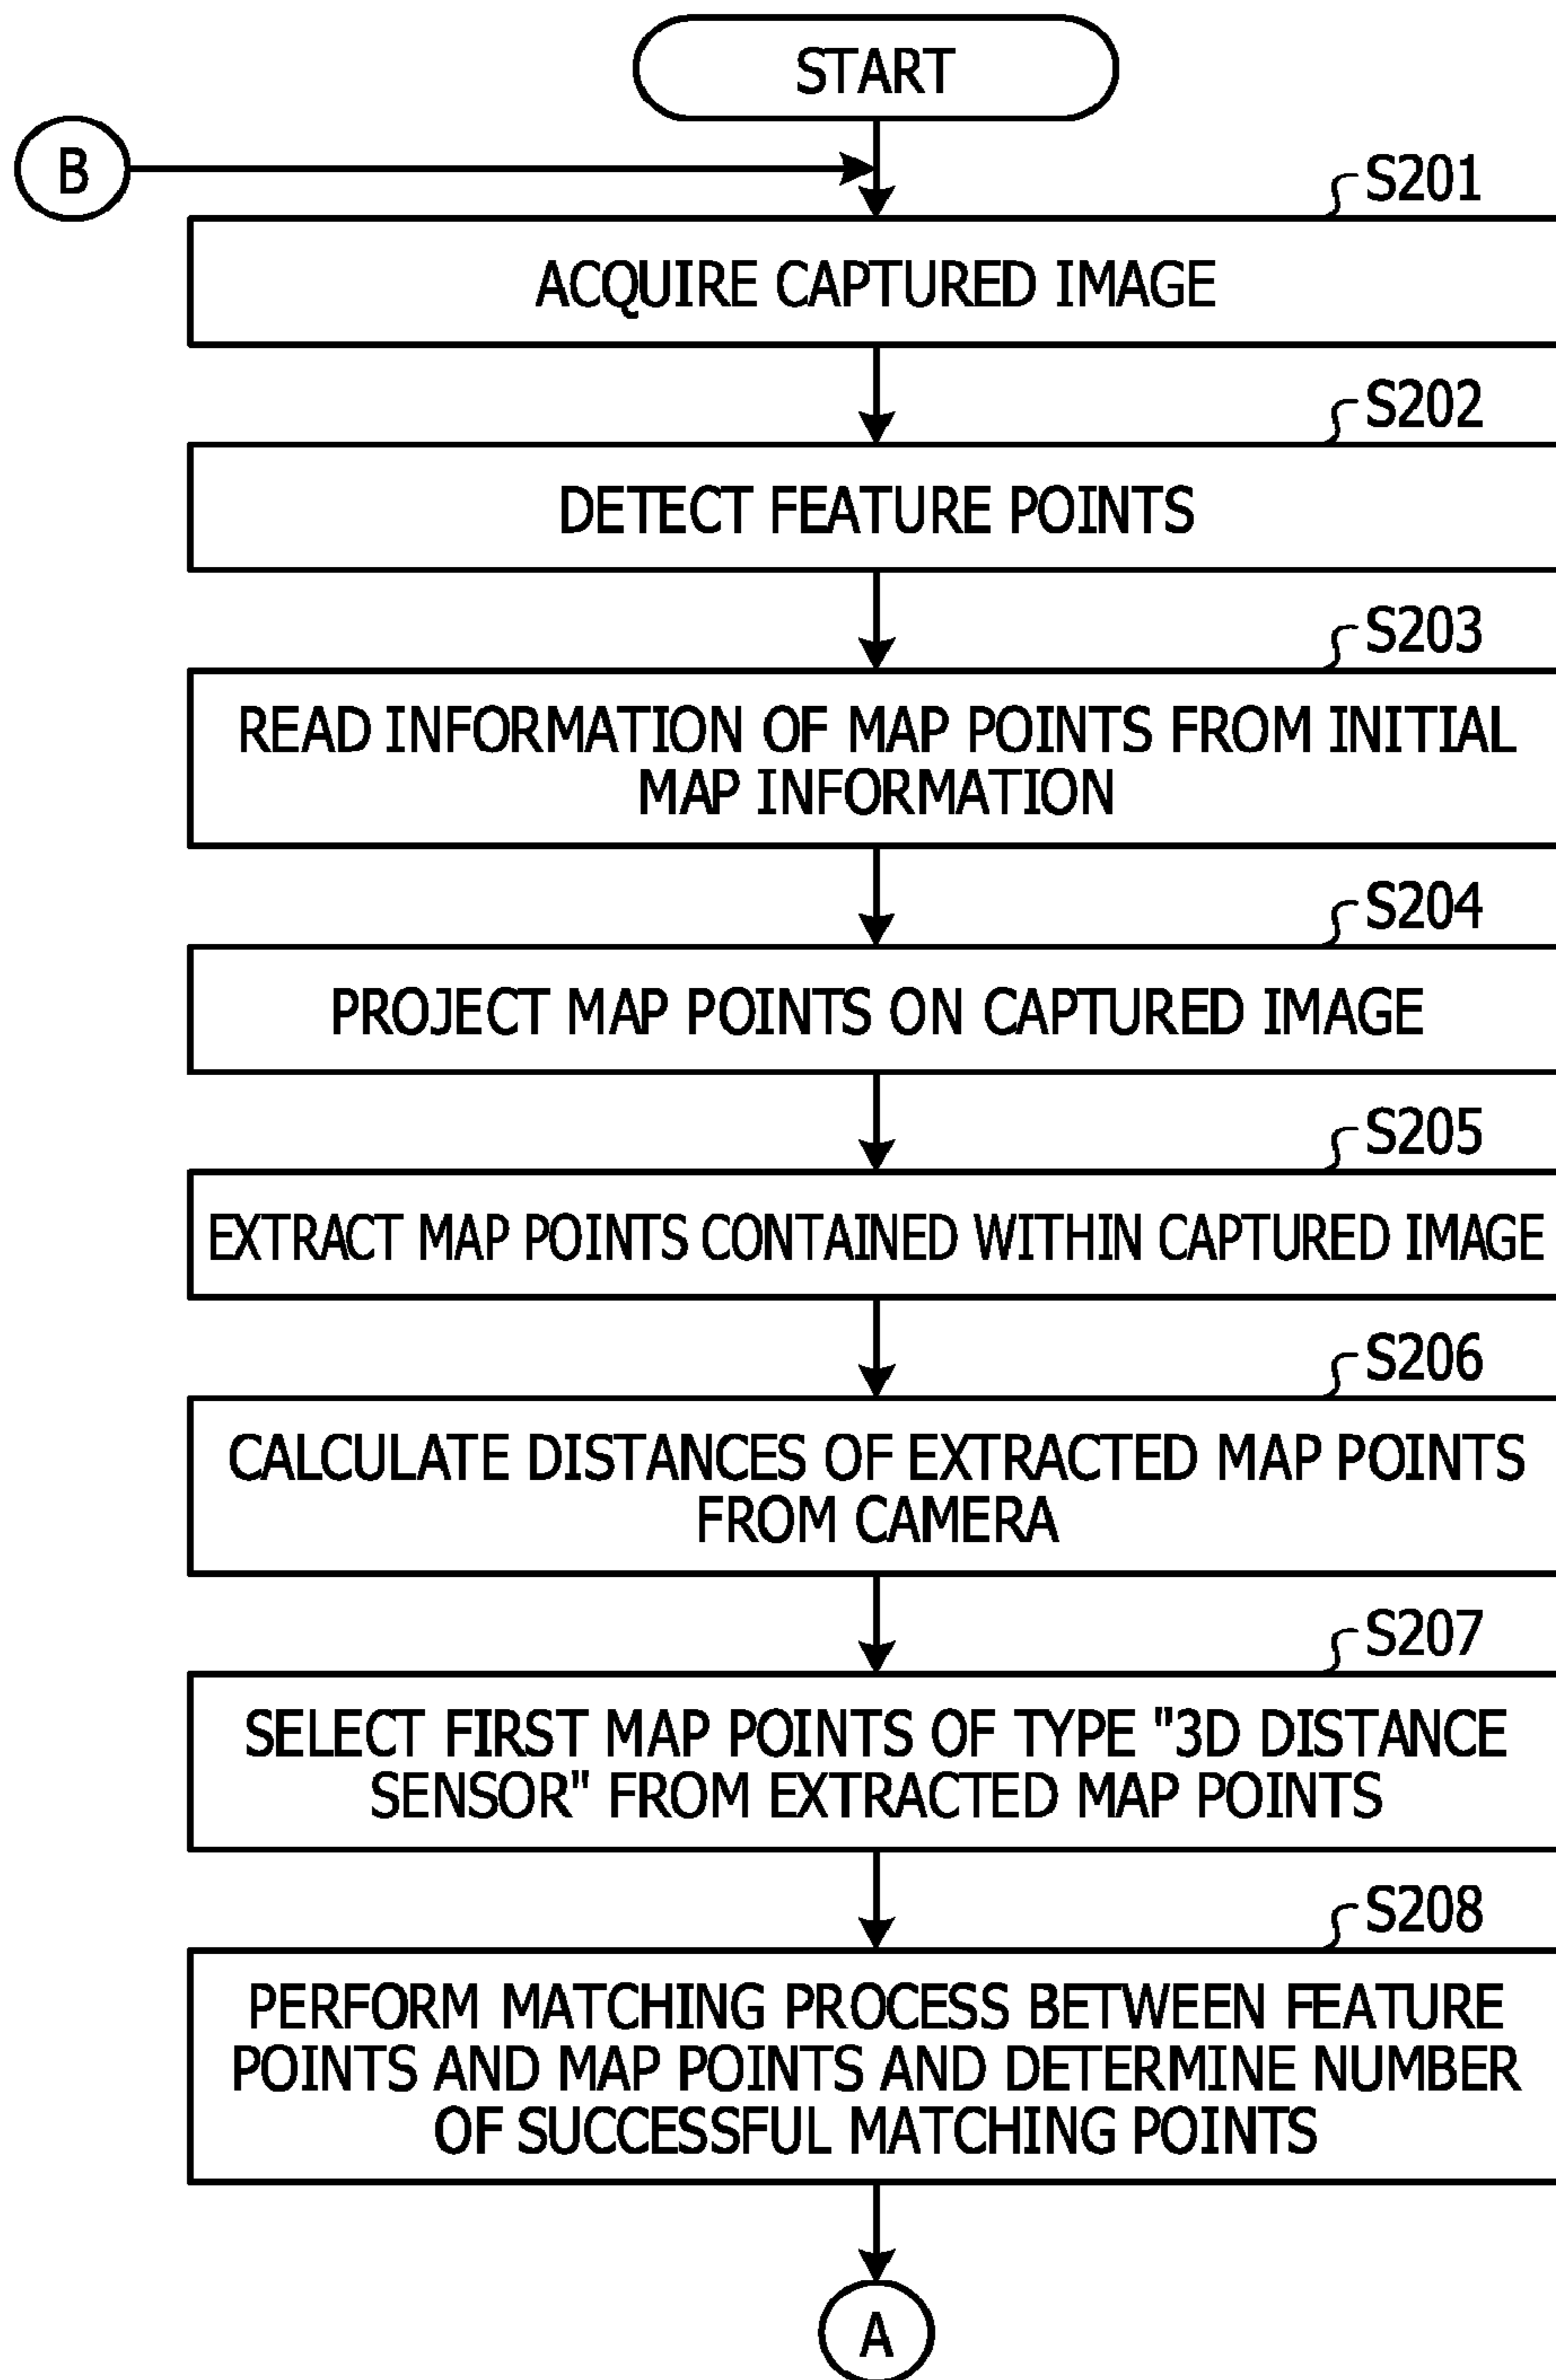 START
B
S201
ACQUIRE CAPTURED IMAGE
S202
DETECT FEATURE POINTS
S203
READ INFORMATION OF MAP POINTS FROM INITIAL
MAP INFORMATION
S204
PROJECT MAP POINTS ON CAPTURED IMAGE
S205
EXTRACT MAP POINTS CONTAINED WITHIN CAPTURED IMAGE
S206
CALCULATE DISTANCES OF EXTRACTED MAP POINTS
FROM CAMERA
S207
SELECT FIRST MAP POINTS OF TYPE "3D DISTANCE
SENSOR" FROM EXTRACTED MAP POINTS
S208
PERFORM MATCHING PROCESS BETWEEN FEATURE
POINTS AND MAP POINTS AND DETERMINE NUMBER
OF SUCCESSFUL MATCHING POINTS
A